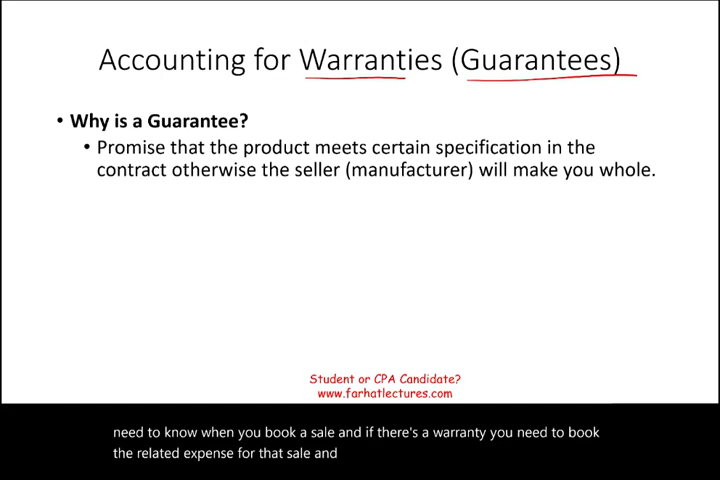 Accounting for Warranties (Guarantees)
• Why is a Guarantee?
• Promise that the product meets certain specification in the
contract otherwise the seller (manufacturer) will make you whole.
Student or CPA Candidate?
www.farhatlectures.com
need to know when you book a sale and if there's a warranty you need to book
the related expense for that sale and